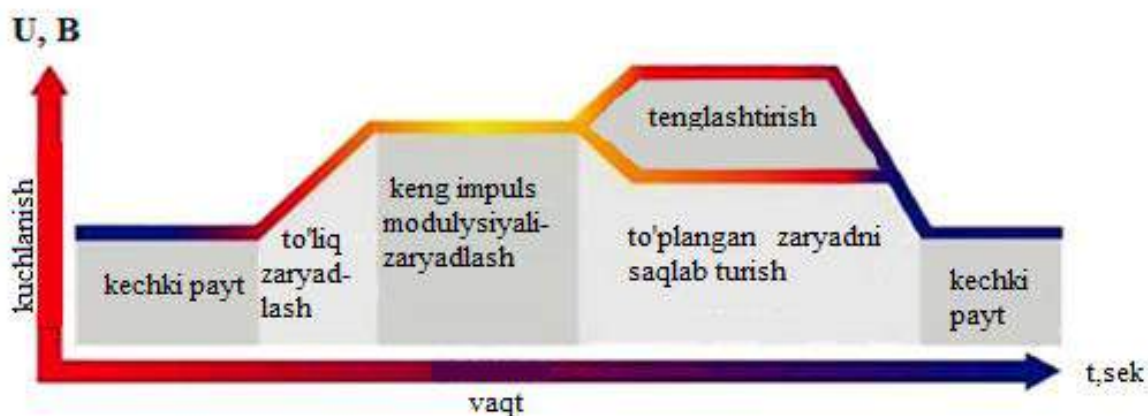 U, B
kuchlanish
kechki payt
to'liq
zaryad-
lash
keng impuls
modulysiyali-
zaryadlash
tenglashtirish
to'plangan zaryadni
saqlab turish
kechki
payt
t,sek
vaqt